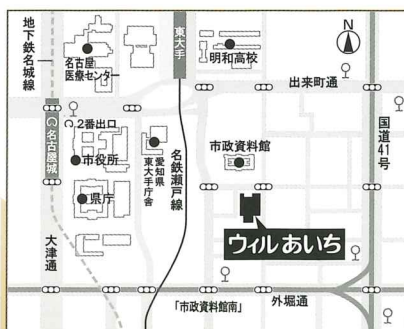 地下鉄名城線
名古屋
医療センター
東大手
明和高校
N
出来町通
国道41号
2番出口
名古屋城
市役所
愛知県
東大手庁舎
名鉄瀬戸線
市政資料館
県庁
ウィルあいち
大津通
「市政資料館南」
外堀通